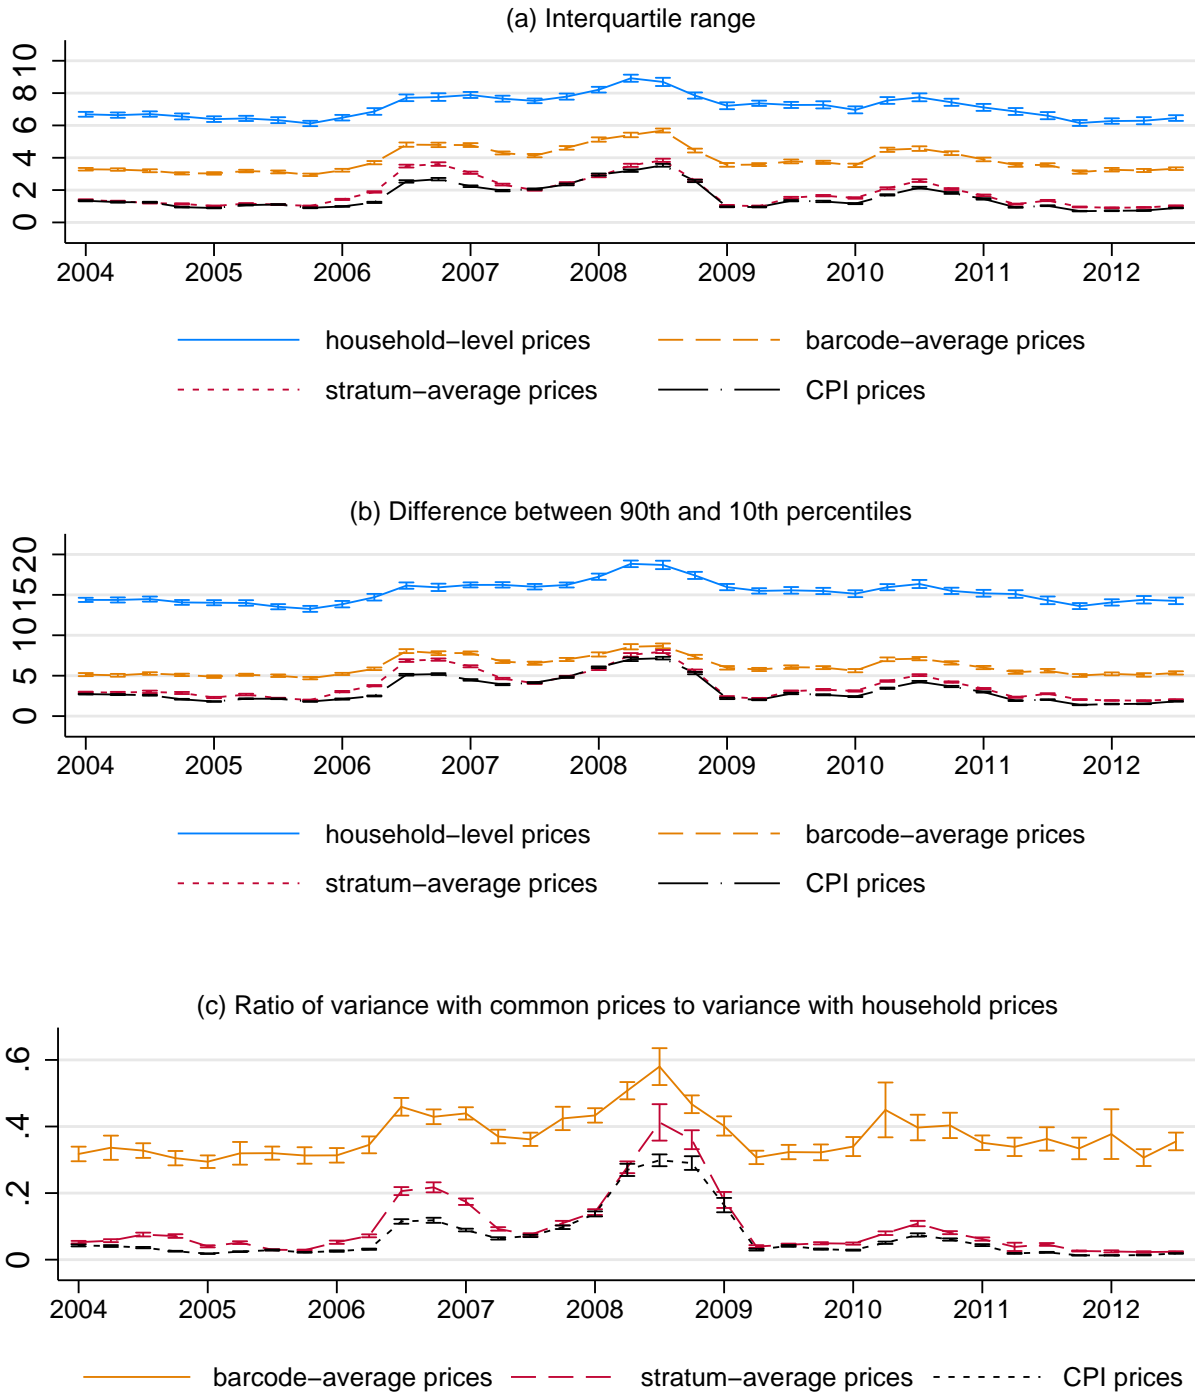 (a) Interquartile range
10
8
6
4
2
0
2004 2005 2006 2007 2008 2009 2010 2011 2012
household−level prices barcode−average prices
stratum−average prices CPI prices
(b) Difference between 90th and 10th percentiles
20
15
10
5
0
2004 2005 2006 2007 2008 2009 2010 2011 2012
household−level prices barcode−average prices
stratum−average prices CPI prices
(c) Ratio of variance with common prices to variance with household prices
.6
.4
.2
0
2004 2005 2006 2007 2008 2009 2010 2011 2012
barcode−average prices stratum−average prices CPI prices